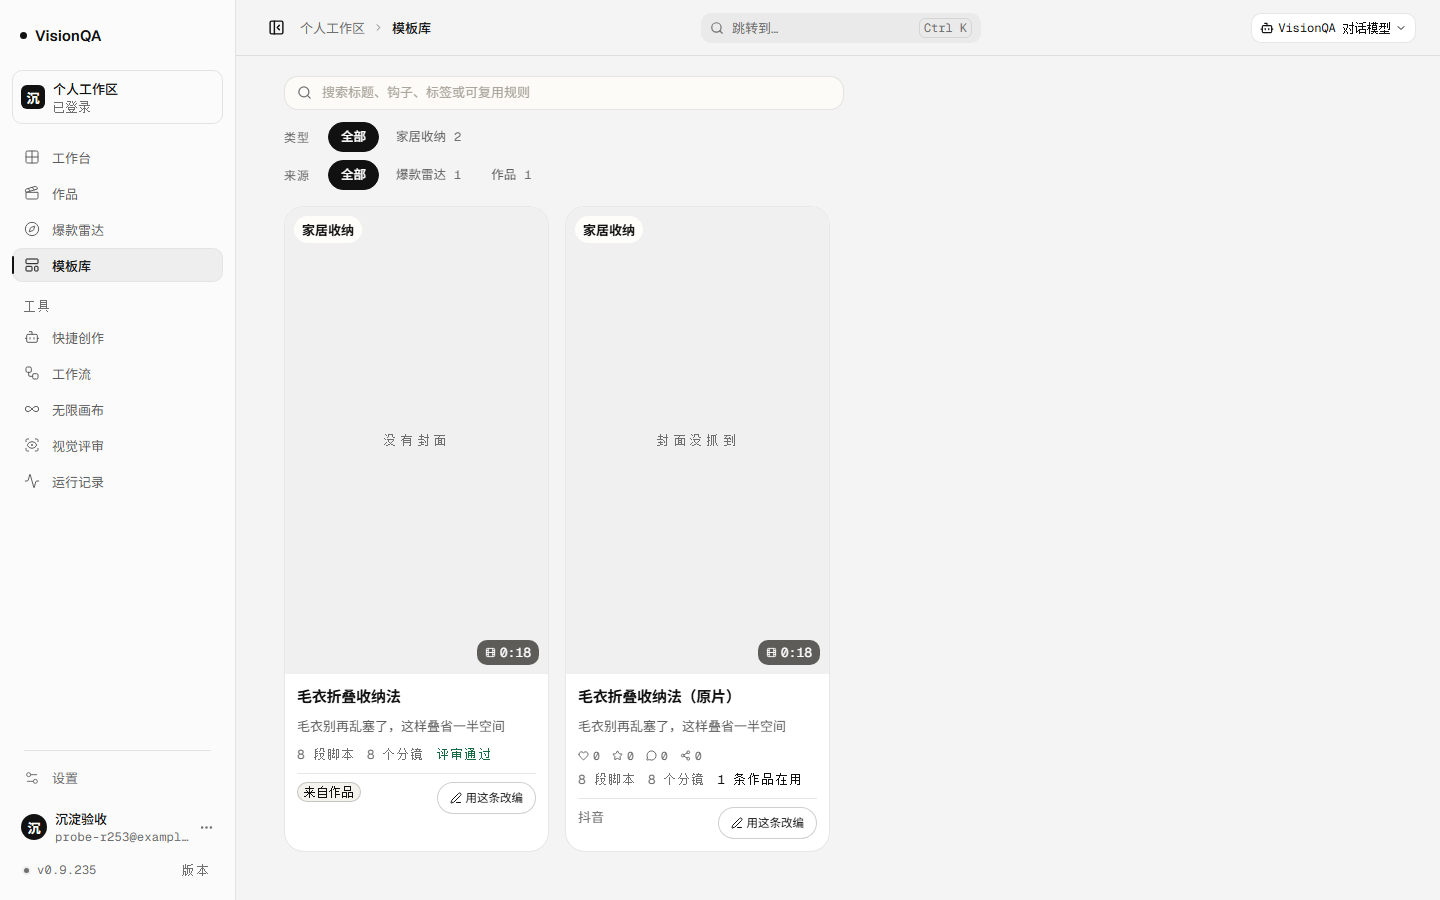 VisionQA
沉
个人工作区
已登录
工作台
作品
爆款雷达
模板库
工具
快捷创作
工作流
无限画布
视觉评审
运行记录
设置
沉
沉淀验收
probe-r253@exampl…
v0.9.235
版本
个人工作区
模板库
跳转到…
Ctrl K
VisionQA 对话模型
搜索标题、钩子、标签或可复用规则
类型 全部 家居收纳 2
来源 全部 爆款雷达 1 作品 1
家居收纳
没有封面
0:18
毛衣折叠收纳法
毛衣别再乱塞了，这样叠省一半空间
8 段脚本 8 个分镜 评审通过
来自作品
用这条改编
家居收纳
封面没抓到
0:18
毛衣折叠收纳法（原片）
毛衣别再乱塞了，这样叠省一半空间
0 0 0 0
8 段脚本 8 个分镜 1 条作品在用
抖音
用这条改编